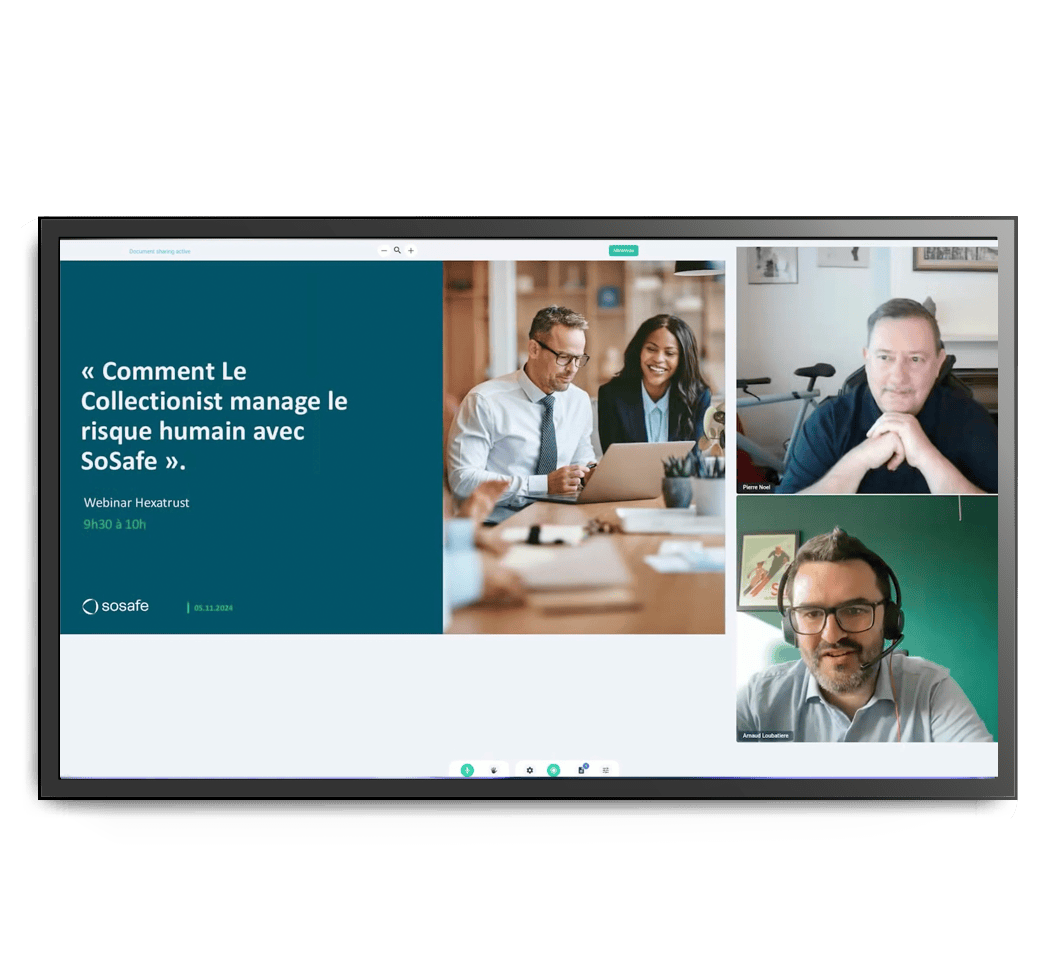 Document sharing active
« Comment Le
Collectionist manage le
risque humain avec
SoSafe ».
Webinar Hexatrust
9h30 à 10h
sosafe
05.11.2024
Pierre Noel
Arnaud Loubatiere